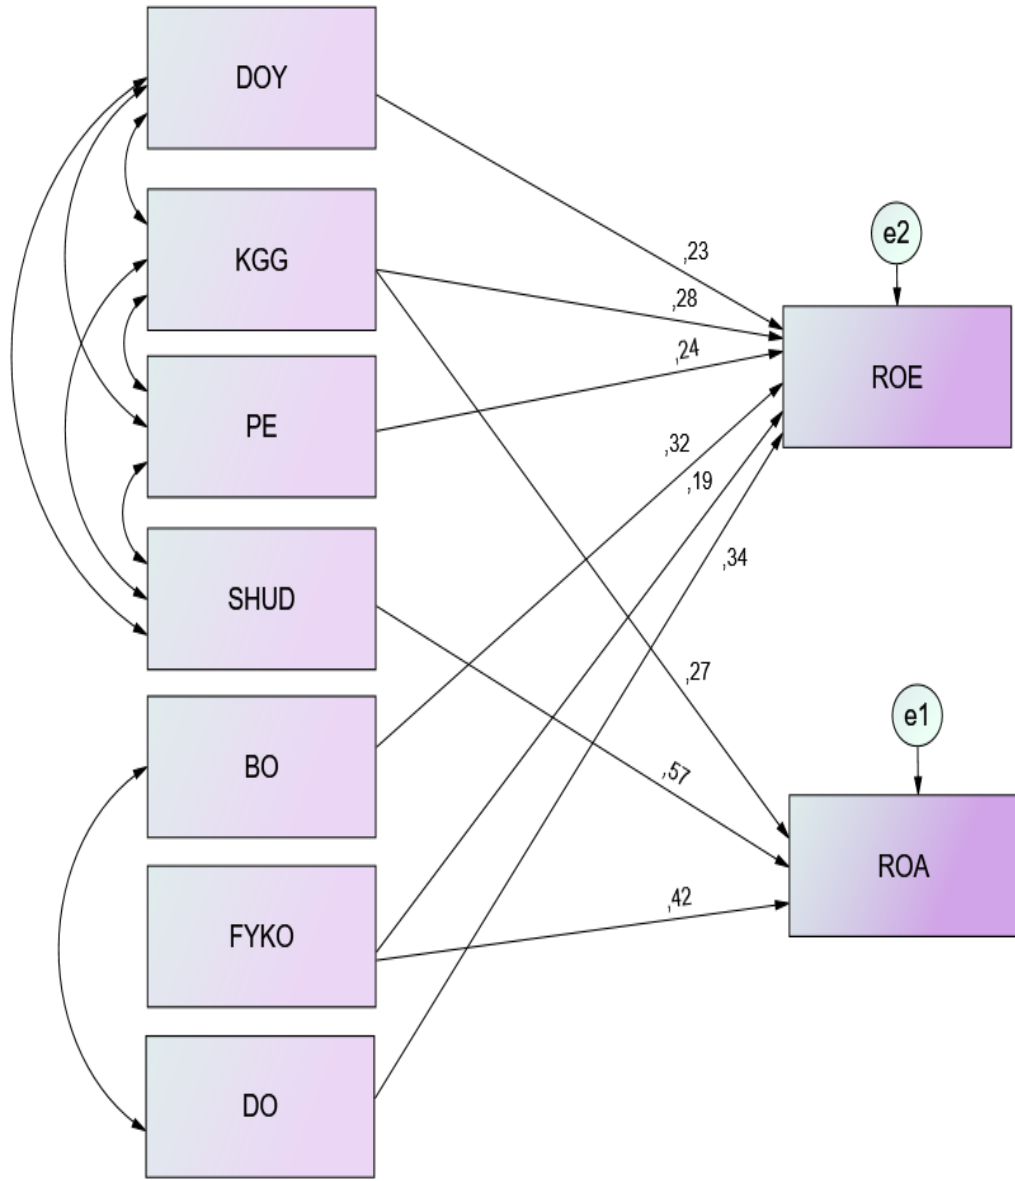 DOY
KGG
PE
SHUD
BO
FYKO
DO
,23
,28
,24
,32
,19
,34
,27
,57
,42
e2
ROE
e1
ROA